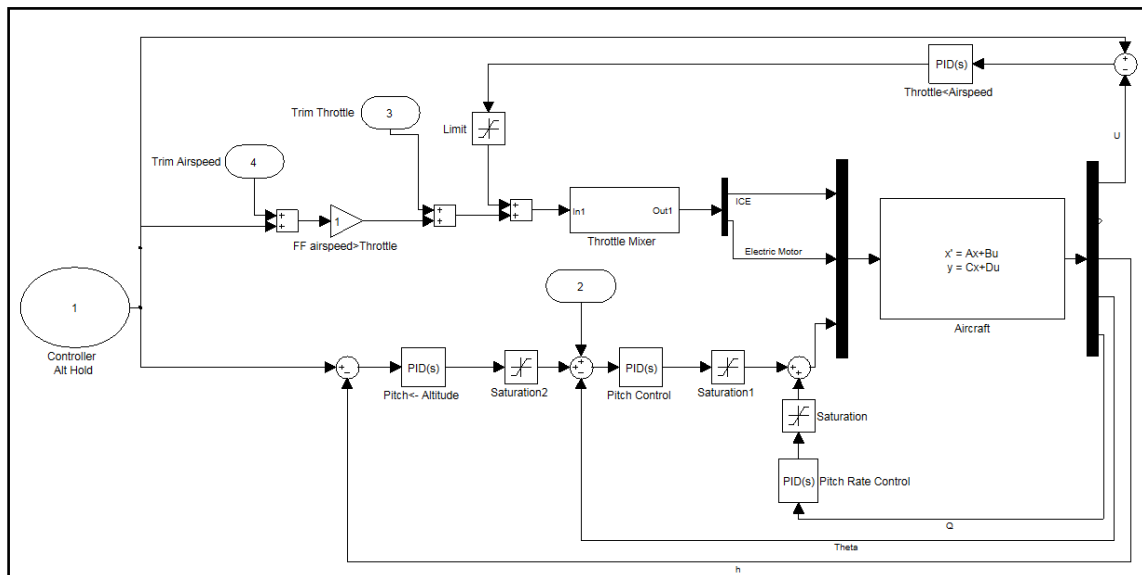 PID(s)
Throttle<Airspeed
Trim Throttle
3
Limit
U
Trim Airspeed
4
ICE
1
In1
Out1
FF airspeed>Throttle
Throttle Mixer
Electric Motor
x' = Ax+Bu
y = Cx+Du
Aircraft
2
1
Controller
Alt Hold
PID(s)
Pitch<- Altitude
Saturation2
PID(s)
Pitch Control
Saturation1
Saturation
PID(s)
Pitch Rate Control
Q
Theta
h